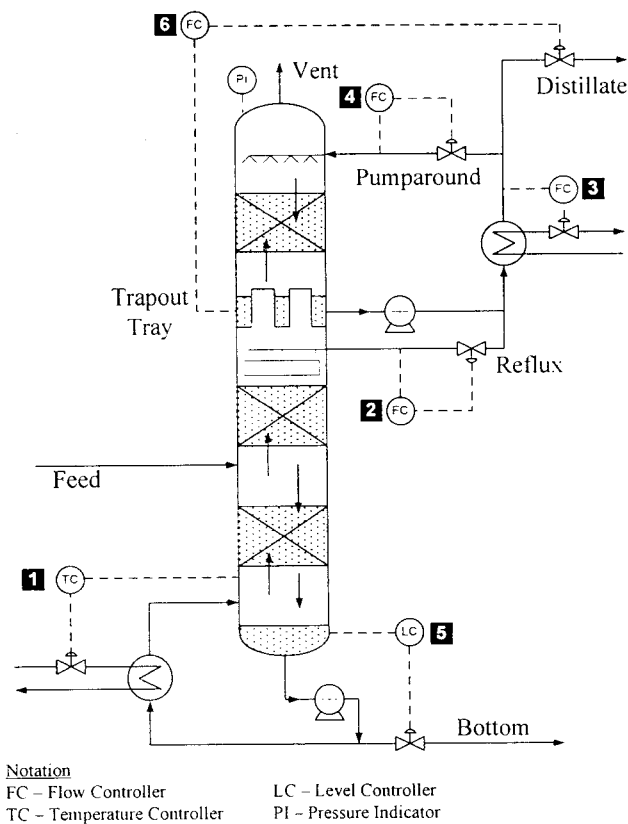 6 FC
Vent
PI
Distillate
4 FC
Pumparound
FC 3
Trapout
Tray
Reflux
2 FC
Feed
1 TC
LC 5
Bottom
Notation
FC – Flow Controller
LC – Level Controller
TC – Temperature Controller
PI – Pressure Indicator